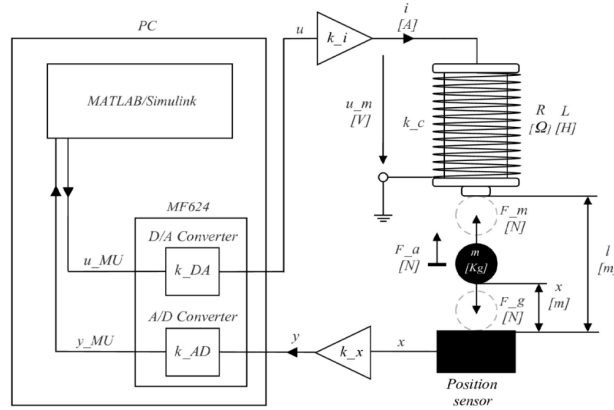 PC
MATLAB/Simulink
MF624
D/A Converter
k_DA
A/D Converter
k_AD
u_MU
y_MU
u
k_i
i
[A]
u_m
[V]
k_c
R L
[Ω] [H]
F_m
[N]
F_a
[N]
m
[Kg]
F_g
[N]
x
[m]
l
[m]
y
k_x
x
Position
sensor